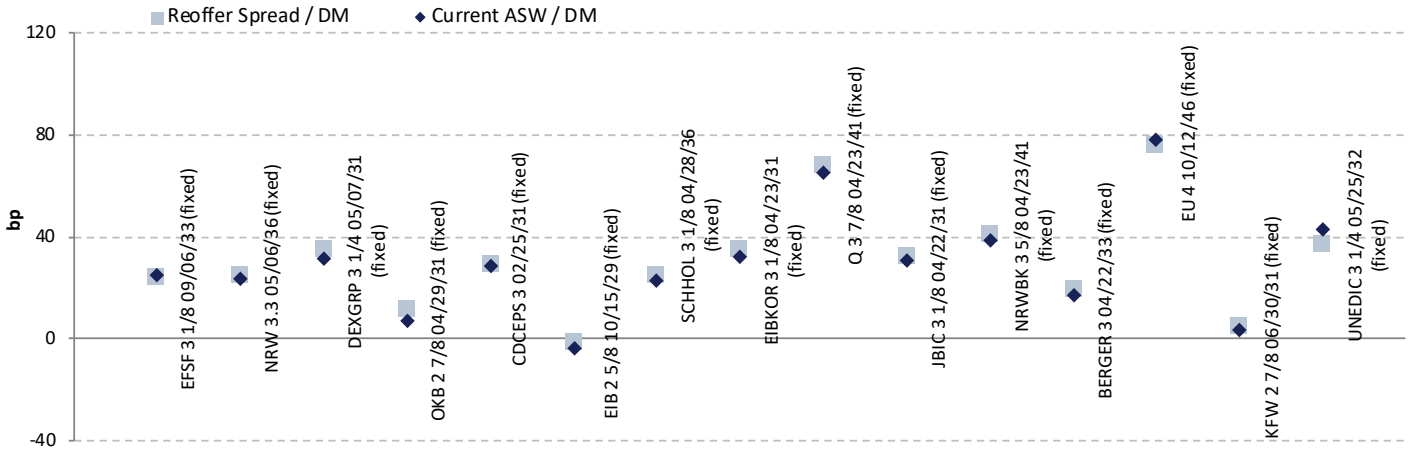 Reoffer Spread / DM
Current ASW / DM
120
80
40
0
-40
bp
EFSF 3 1/8 09/06/33 (fixed)
NRW 3.3 05/06/36 (fixed)
DEXGRP 3 1/4 05/07/31
(fixed)
OKB 2 7/8 04/29/31 (fixed)
CDCEPS 3 02/25/31 (fixed)
EIB 2 5/8 10/15/29 (fixed)
SCHHOL 3 1/8 04/28/36
(fixed)
EIBKOR 3 1/8 04/23/31
(fixed)
Q 3 7/8 04/23/41 (fixed)
JBIC 3 1/8 04/22/31 (fixed)
NRWBK 3 5/8 04/23/41
(fixed)
BERGER 3 04/22/33 (fixed)
EU 4 10/12/46 (fixed)
KFW 2 7/8 06/30/31 (fixed)
UNEDIC 3 1/4 05/25/32
(fixed)